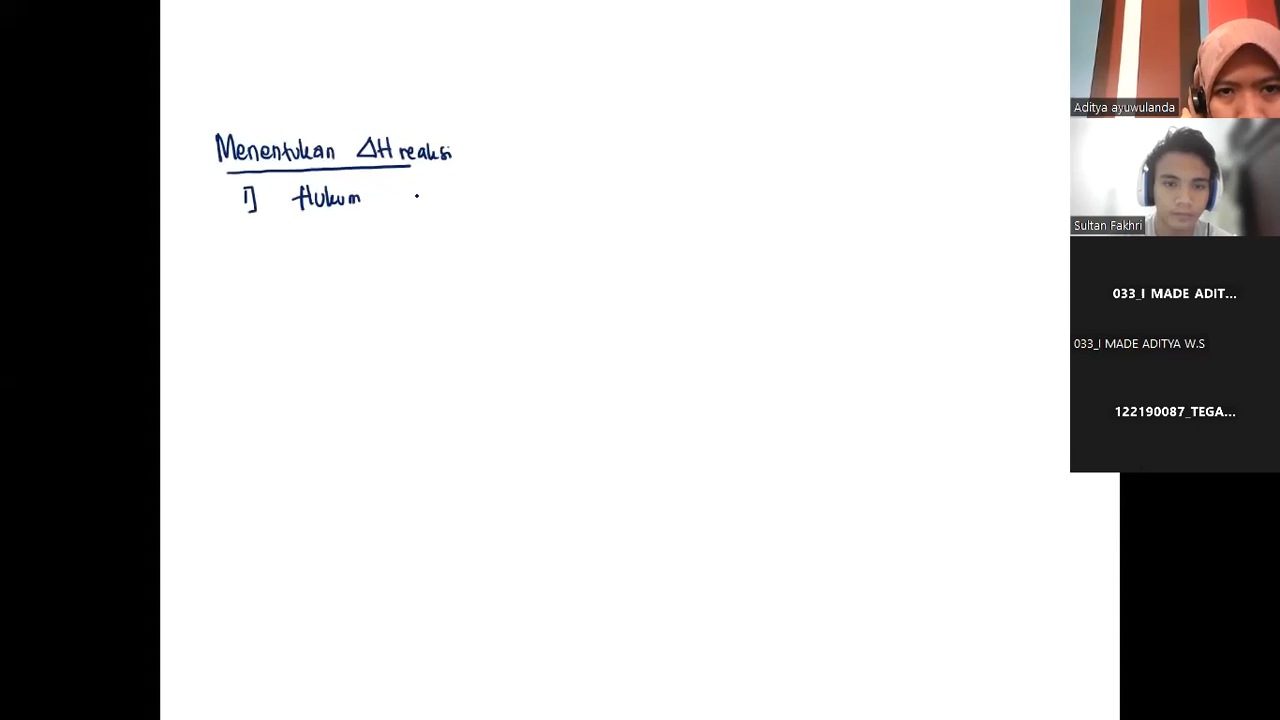 Menentukan ΔH reaksi
1] Hukum
Aditya ayuwulanda
Sultan Fakhri
033_I MADE ADIT...
033_I MADE ADITYA W.S
122190087_TEGA...